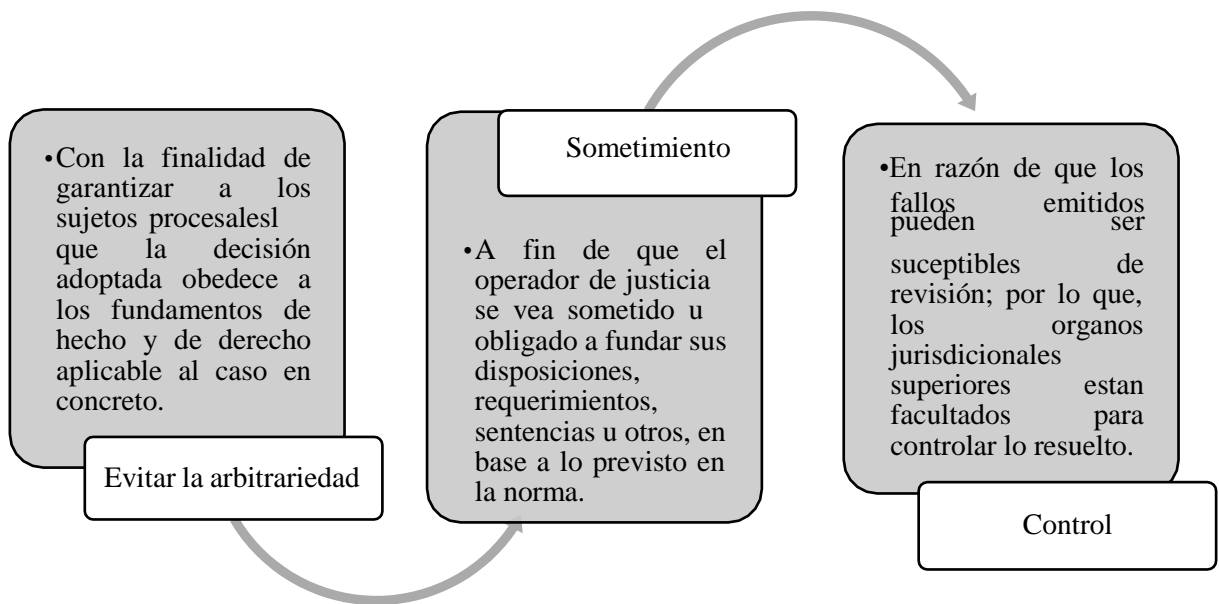 •Con la finalidad de
garantizar a los
sujetos procesalesl
que la decisión
adoptada obedece a
los fundamentos de
hecho y de derecho
aplicable al caso en
concreto.
Evitar la arbitrariedad
Sometimiento
•A fin de que el
operador de justicia
se vea sometido u
obligado a fundar sus
disposiciones,
requerimientos,
sentencias u otros, en
base a lo previsto en
la norma.
•En razón de que los
fallos emitidos
pueden ser
suceptibles de
revisión; por lo que,
los organos
jurisdicionales
superiores estan
facultados para
controlar lo resuelto.
Control